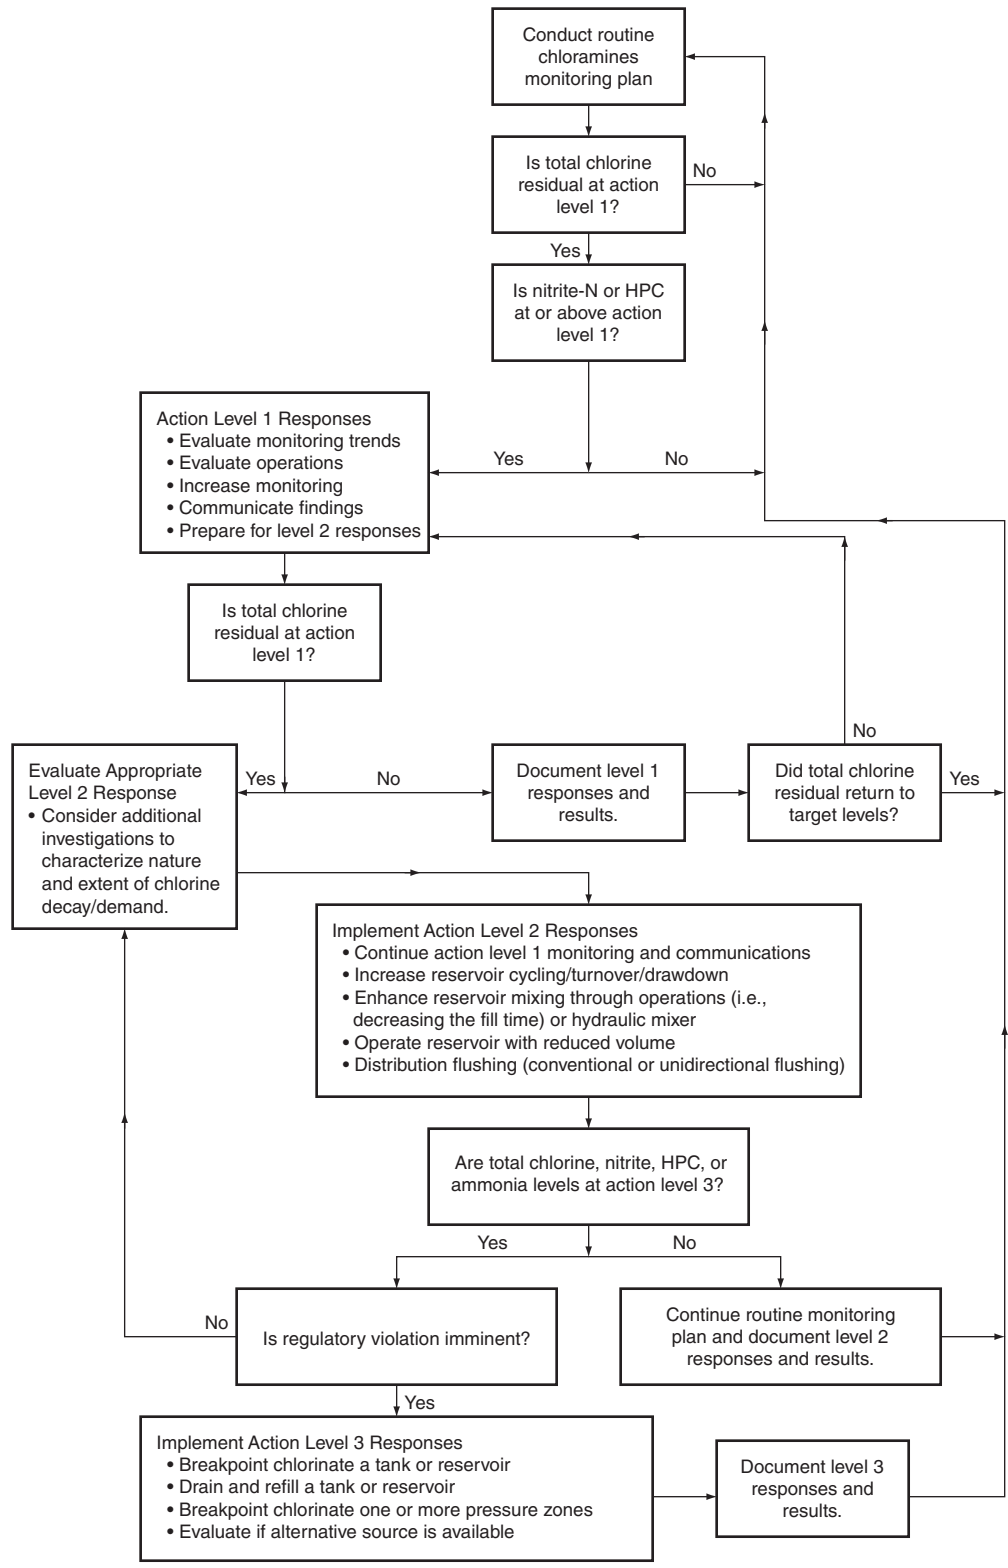 Conduct routine
chloramines
monitoring plan
Is total chlorine
residual at action
level 1?
No
Yes
Is nitrite-N or HPC
at or above action
level 1?
Action Level 1 Responses
• Evaluate monitoring trends
• Evaluate operations
• Increase monitoring
• Communicate findings
• Prepare for level 2 responses
Yes
No
Is total chlorine
residual at action
level 1?
Evaluate Appropriate
Level 2 Response
• Consider additional
investigations to
characterize nature
and extent of chlorine
decay/demand.
Yes
No
Document level 1
responses and
results.
Did total chlorine
residual return to
target levels?
No
Yes
Implement Action Level 2 Responses
• Continue action level 1 monitoring and communications
• Increase reservoir cycling/turnover/drawdown
• Enhance reservoir mixing through operations (i.e.,
decreasing the fill time) or hydraulic mixer
• Operate reservoir with reduced volume
• Distribution flushing (conventional or unidirectional flushing)
Are total chlorine, nitrite, HPC, or
ammonia levels at action level 3?
Yes
No
No
Is regulatory violation imminent?
Continue routine monitoring
plan and document level 2
responses and results.
Yes
Implement Action Level 3 Responses
• Breakpoint chlorinate a tank or reservoir
• Drain and refill a tank or reservoir
• Breakpoint chlorinate one or more pressure zones
• Evaluate if alternative source is available
Document level 3
responses and
results.